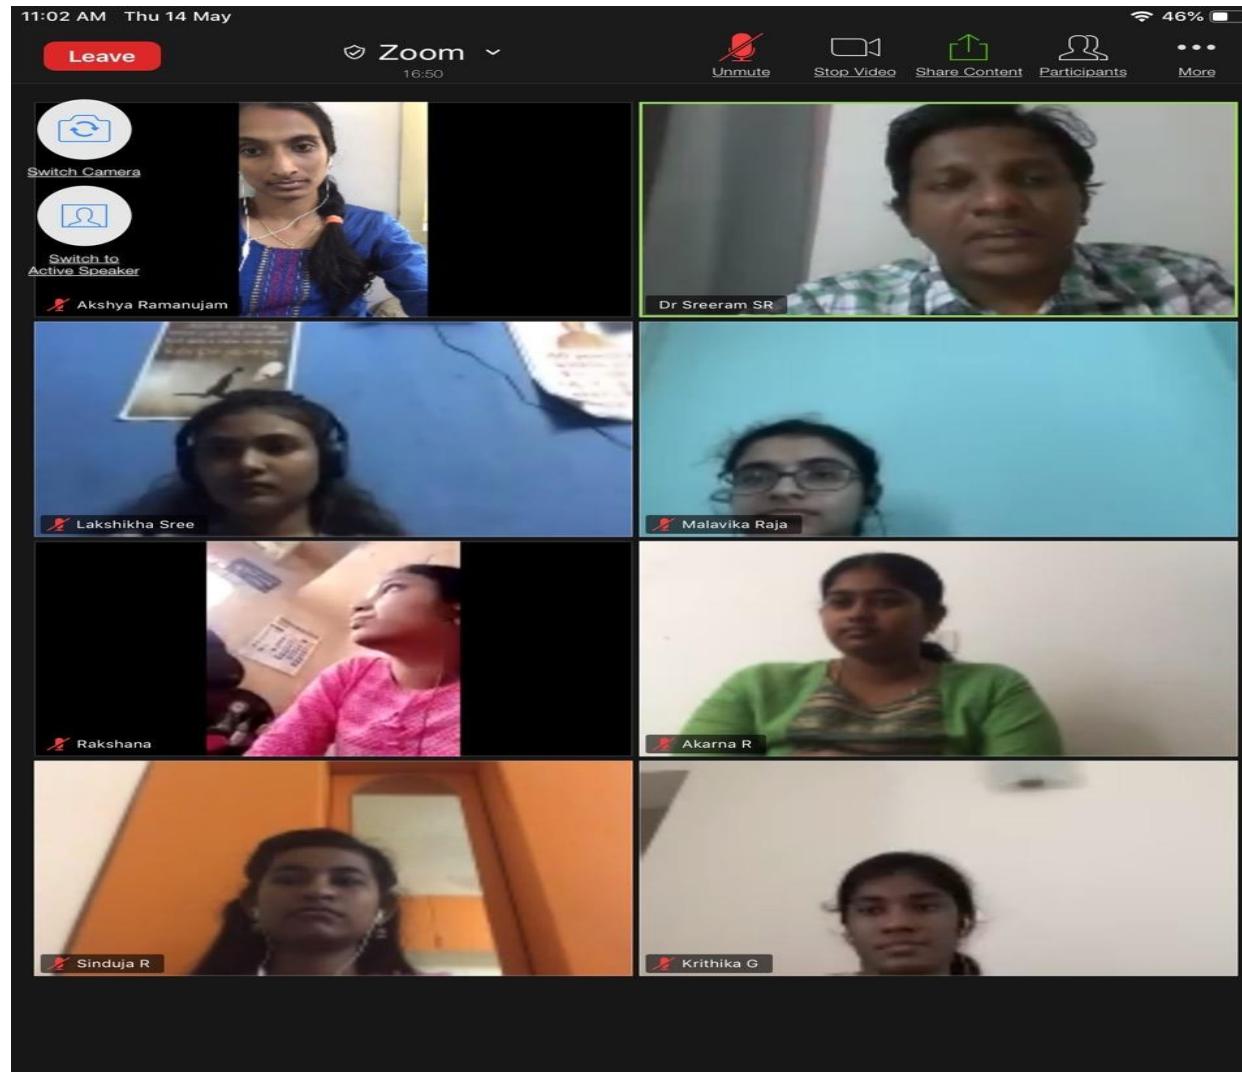 11:02 AM Thu 14 May
46%
Leave
Zoom
16:50
Unmute
Stop Video
Share Content
Participants
More
Switch Camera
Switch to
Active Speaker
Akshya Ramanujam
Dr Sreeram SR
Lakshikha Sree
Malavika Raja
Rakshana
Akarna R
Sinduja R
Krithika G